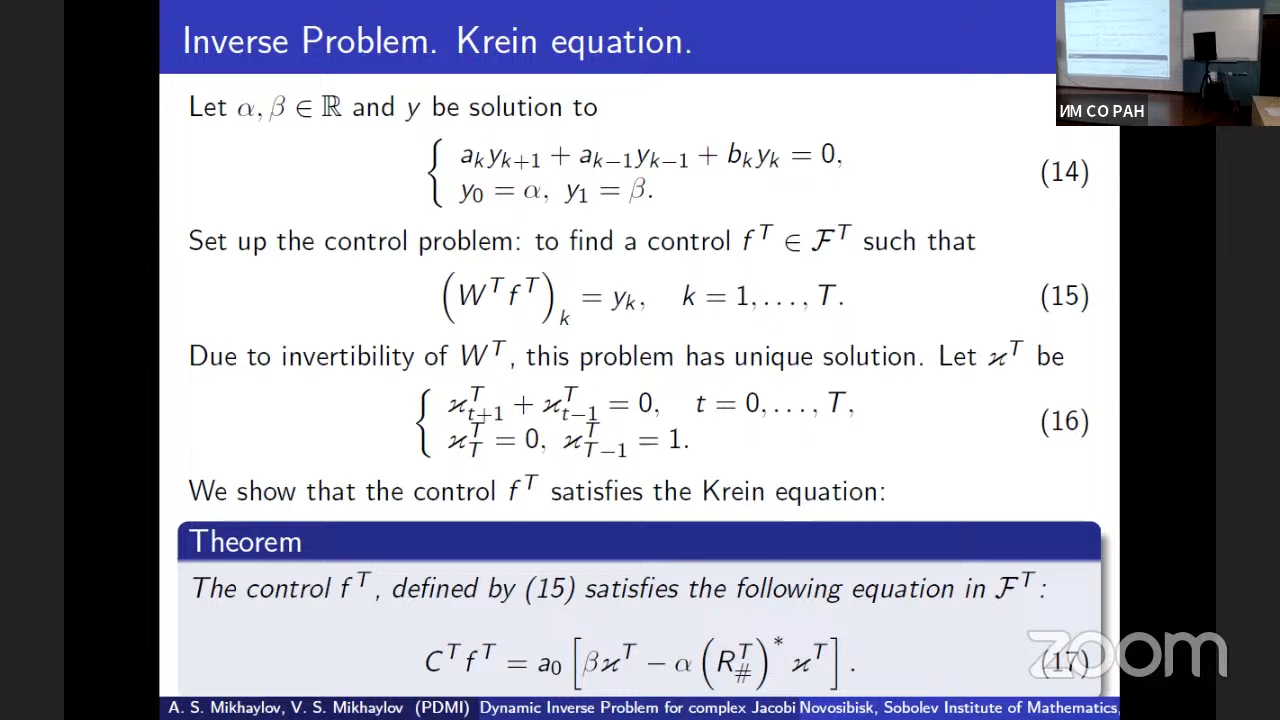 Inverse Problem. Krein equation.
ИМ СО РАН
Let α, β ∈ ℝ and y be solution to
{ a_k y_{k+1} + a_{k−1} y_{k−1} + b_k y_k = 0,
y_0 = α, y_1 = β.
(14)
Set up the control problem: to find a control f^T ∈ 𝓕^T such that
(W^T f^T)_k = y_k, k = 1, . . . , T. (15)
Due to invertibility of W^T, this problem has unique solution. Let ϰ^T be
{ ϰ^T_{t+1} + ϰ^T_{t−1} = 0, t = 0, . . . , T,
ϰ^T_T = 0, ϰ^T_{T−1} = 1.
(16)
We show that the control f^T satisfies the Krein equation:
Theorem
The control f^T, defined by (15) satisfies the following equation in 𝓕^T :
C^T f^T = a_0 [βϰ^T − α (R^T_#)^* ϰ^T] . (17)
zoom
A. S. Mikhaylov, V. S. Mikhaylov (PDMI) Dynamic Inverse Problem for complex Jacobi Novosibisk, Sobolev Institute of Mathematics,